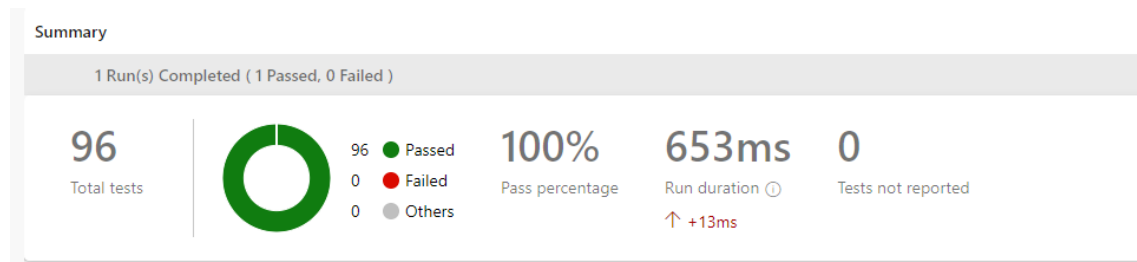 Summary
1 Run(s) Completed ( 1 Passed, 0 Failed )
96
Total tests
96 Passed
0 Failed
0 Others
100%
Pass percentage
653ms
Run duration
+13ms
0
Tests not reported